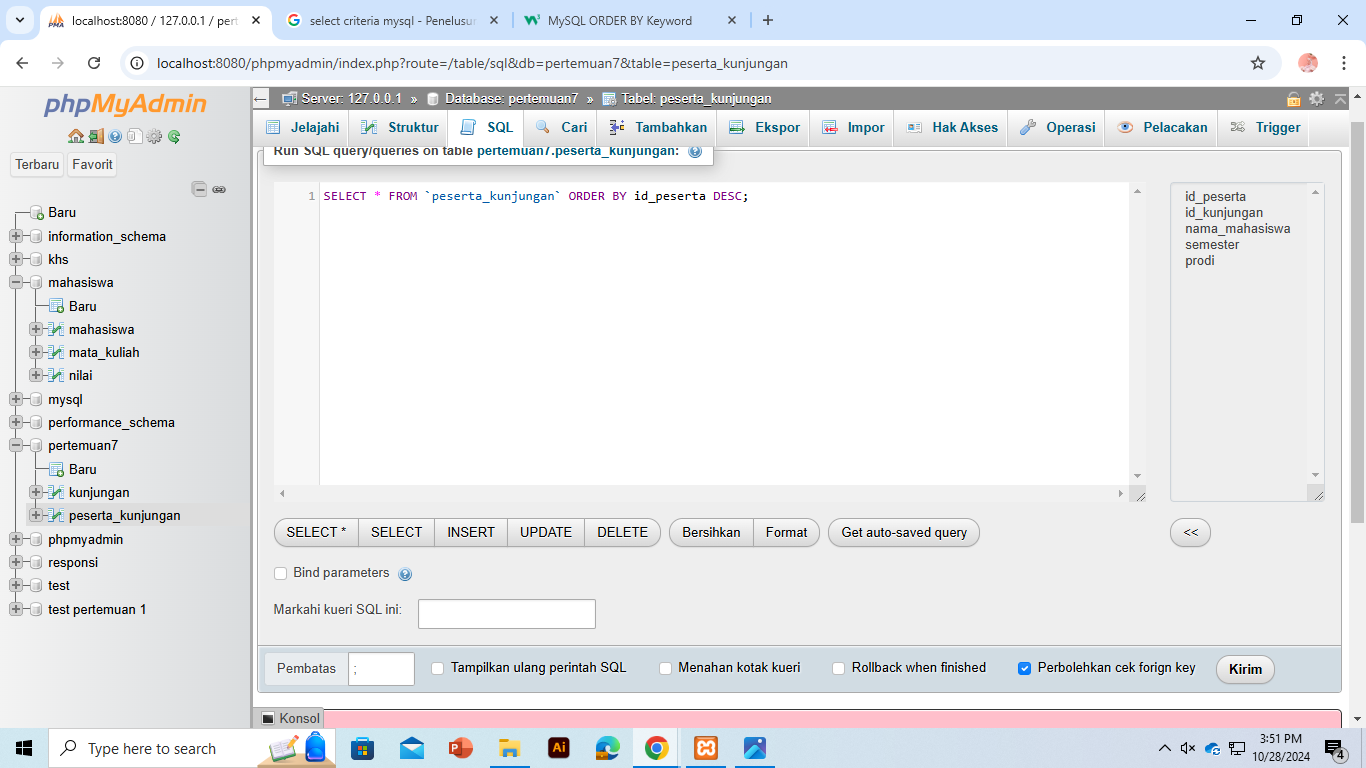 localhost:8080 / 127.0.0.1 / pert
select criteria mysql - Penelusur
MySQL ORDER BY Keyword
localhost:8080/phpmyadmin/index.php?route=/table/sql&db=pertemuan7&table=peserta_kunjungan
phpMyAdmin
Terbaru Favorit
Baru
information_schema
khs
mahasiswa
Baru
mahasiswa
mata_kuliah
nilai
mysql
performance_schema
pertemuan7
Baru
kunjungan
peserta_kunjungan
phpmyadmin
responsi
test
test pertemuan 1
Server: 127.0.0.1 » Database: pertemuan7 » Tabel: peserta_kunjungan
Jelajahi Struktur SQL Cari Tambahkan Ekspor Impor Hak Akses Operasi Pelacakan Trigger
Run SQL query/queries on table pertemuan7.peserta_kunjungan:
1 SELECT * FROM `peserta_kunjungan` ORDER BY id_peserta DESC;
id_peserta
id_kunjungan
nama_mahasiswa
semester
prodi
SELECT * SELECT INSERT UPDATE DELETE Bersihkan Format Get auto-saved query <<
Bind parameters
Markahi kueri SQL ini:
Pembatas ; Tampilkan ulang perintah SQL Menahan kotak kueri Rollback when finished Perbolehkan cek forign key Kirim
Konsol
Type here to search
Ai
3:51 PM
10/28/2024
4